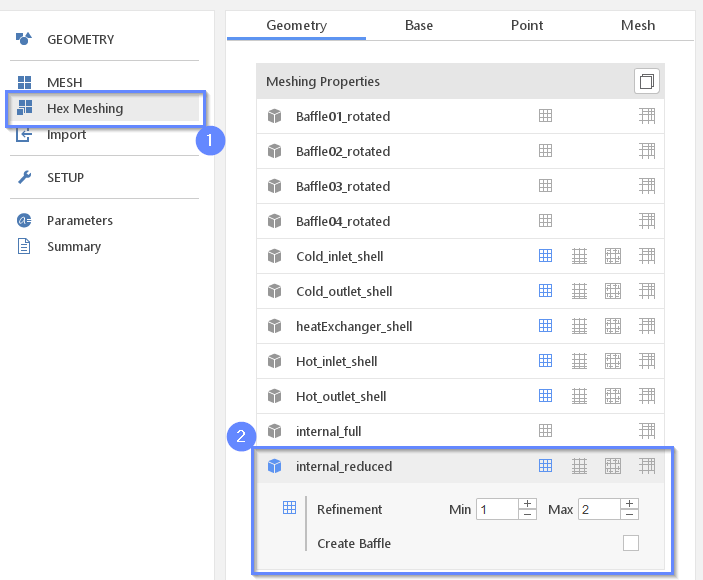 GEOMETRY
MESH
Hex Meshing
1
Import
SETUP
Parameters
Summary
Geometry Base Point Mesh
Meshing Properties
Baffle01_rotated
Baffle02_rotated
Baffle03_rotated
Baffle04_rotated
Cold_inlet_shell
Cold_outlet_shell
heatExchanger_shell
Hot_inlet_shell
Hot_outlet_shell
internal_full
2
internal_reduced
Refinement Min 1 Max 2
Create Baffle